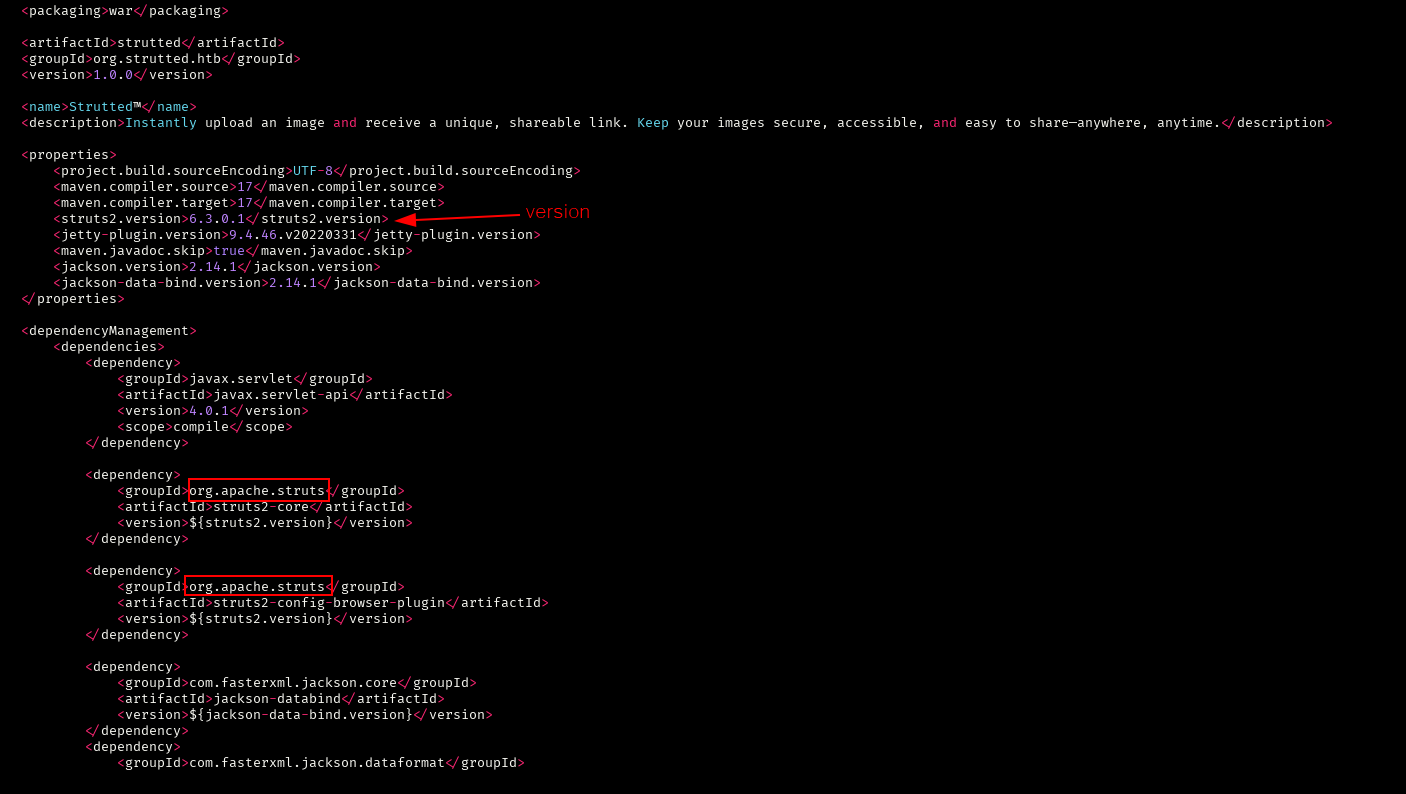 <packaging>war</packaging>
<artifactId>strutted</artifactId>
<groupId>org.strutted.htb</groupId>
<version>1.0.0</version>
<name>Strutted™</name>
<description>Instantly upload an image and receive a unique, shareable link. Keep your images secure, accessible, and easy to share—anywhere, anytime.</description>
<properties>
<project.build.sourceEncoding>UTF-8</project.build.sourceEncoding>
<maven.compiler.source>17</maven.compiler.source>
<maven.compiler.target>17</maven.compiler.target>
<struts2.version>6.3.0.1</struts2.version> version
<jetty-plugin.version>9.4.46.v20220331</jetty-plugin.version>
<maven.javadoc.skip>true</maven.javadoc.skip>
<jackson.version>2.14.1</jackson.version>
<jackson-data-bind.version>2.14.1</jackson-data-bind.version>
</properties>
<dependencyManagement>
<dependencies>
<dependency>
<groupId>javax.servlet</groupId>
<artifactId>javax.servlet-api</artifactId>
<version>4.0.1</version>
<scope>compile</scope>
</dependency>
<dependency>
<groupId>org.apache.struts</groupId>
<artifactId>struts2-core</artifactId>
<version>${struts2.version}</version>
</dependency>
<dependency>
<groupId>org.apache.struts</groupId>
<artifactId>struts2-config-browser-plugin</artifactId>
<version>${struts2.version}</version>
</dependency>
<dependency>
<groupId>com.fasterxml.jackson.core</groupId>
<artifactId>jackson-databind</artifactId>
<version>${jackson-data-bind.version}</version>
</dependency>
<dependency>
<groupId>com.fasterxml.jackson.dataformat</groupId>